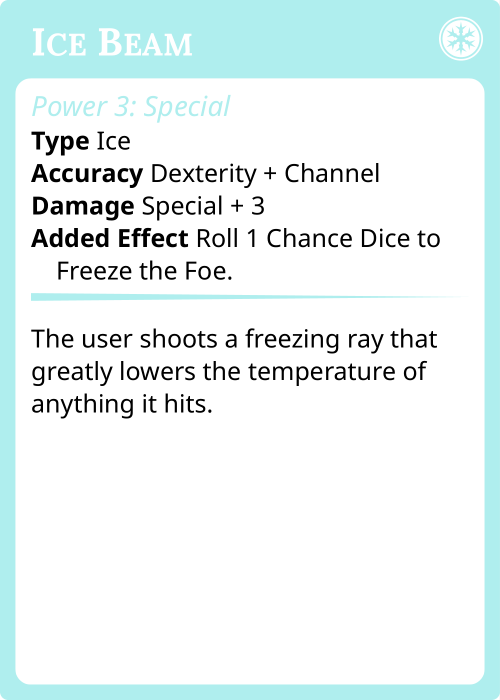 Ice Beam
Power 3: Special
Type Ice
Accuracy Dexterity + Channel
Damage Special + 3
Added Effect Roll 1 Chance Dice to
Freeze the Foe.
The user shoots a freezing ray that
greatly lowers the temperature of
anything it hits.